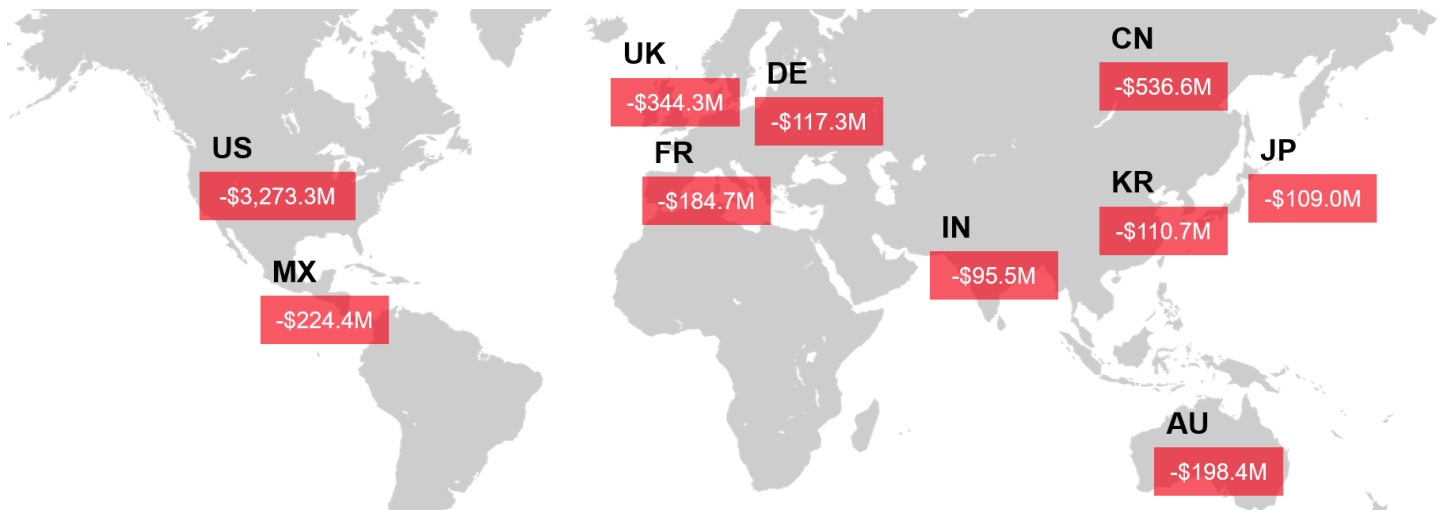 US
-$3,273.3M
MX
-$224.4M
UK
-$344.3M
DE
-$117.3M
FR
-$184.7M
CN
-$536.6M
JP
-$109.0M
KR
-$110.7M
IN
-$95.5M
AU
-$198.4M